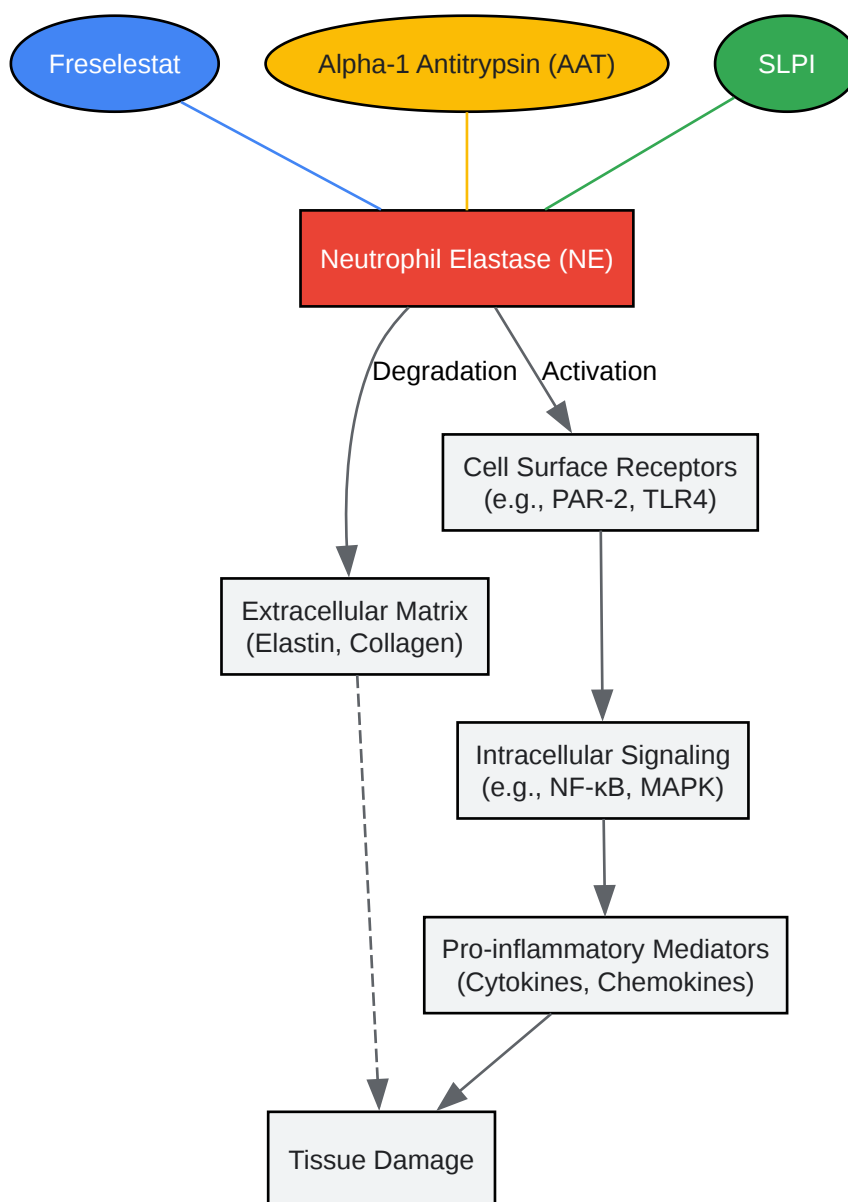 Freselestat
Alpha-1 Antitrypsin (AAT)
SLPI
Neutrophil Elastase (NE)
Degradation
Activation
Cell Surface Receptors
(e.g., PAR-2, TLR4)
Extracellular Matrix
(Elastin, Collagen)
Intracellular Signaling
(e.g., NF-κB, MAPK)
Pro-inflammatory Mediators
(Cytokines, Chemokines)
Tissue Damage